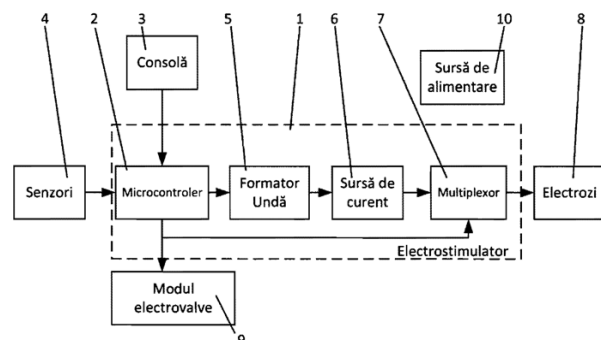 4 2 3 5 1 6 7 10 8
Consolă
Sursă de
alimentare
Senzori
Microcontroler
Formator
Undă
Sursă de
curent
Multiplexor
Electrozi
Electrostimulator
Modul
electrovalve
9